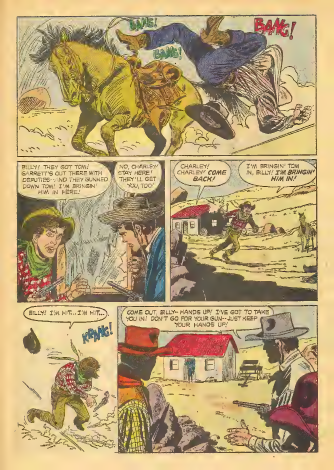 BANG!
BANG!
BANG!
BILLY! THEY GOT TOM!
GARRETT'S OUT THERE WITH
DEPUTIES--AND THEY GUNNED
DOWN TOM! I'M BRINGIN'
HIM IN HERE!
NO, CHARLEY!
STAY HERE!
THEY'LL GET
YOU, TOO!
CHARLEY!
CHARLEY! COME
BACK!
I'M BRINGIN' TOM
IN, BILLY! I'M BRINGIN'
HIM IN!
BILLY! I'M HIT...I'M HIT...
KRANG!
COME OUT, BILLY--HANDS UP! I'VE GOT TO TAKE
YOU IN! DON'T GO FOR YOUR GUN--JUST KEEP
YOUR HANDS UP!